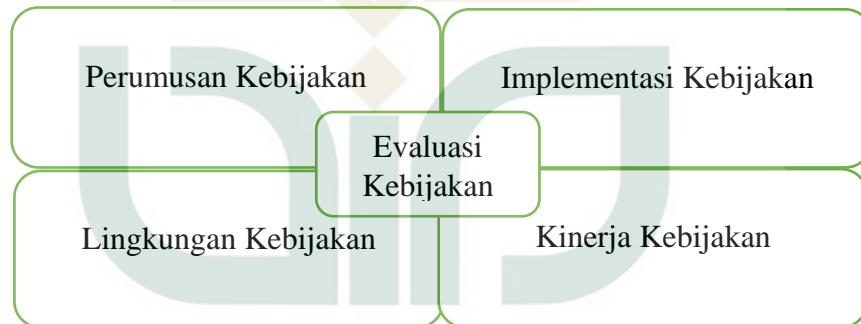 Perumusan Kebijakan
Implementasi Kebijakan
Evaluasi
Kebijakan
Lingkungan Kebijakan
Kinerja Kebijakan